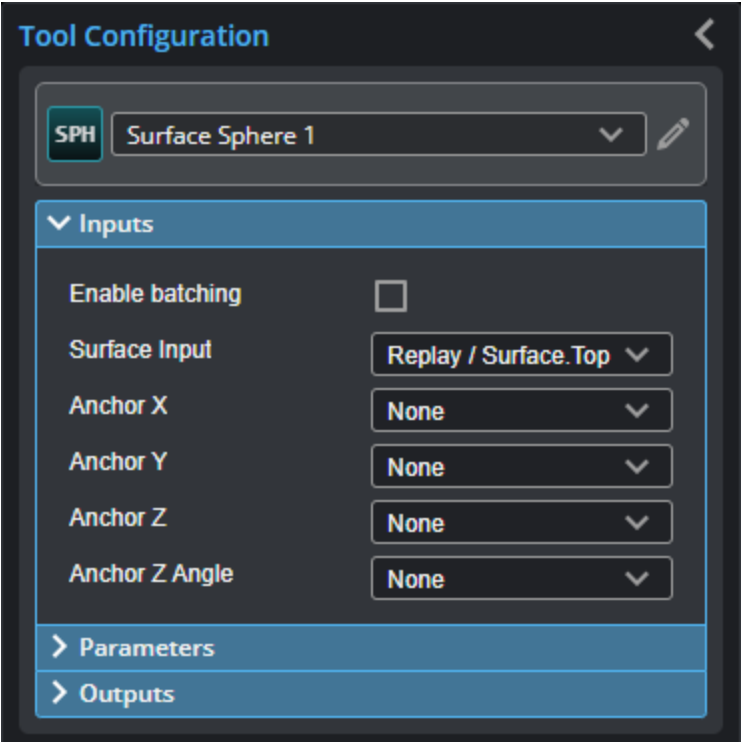 Tool Configuration
SPH Surface Sphere 1
Inputs
Enable batching
Surface Input Replay / Surface.Top
Anchor X None
Anchor Y None
Anchor Z None
Anchor Z Angle None
Parameters
Outputs